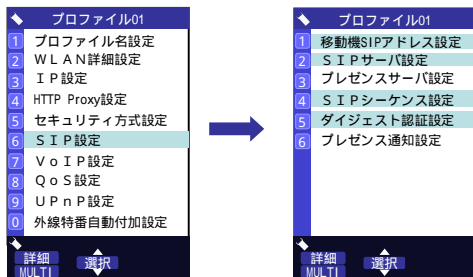 プロファイル01
1 プロファイル名設定
2 ＷＬＡＮ詳細設定
3 ＩＰ設定
4 HTTP Proxy設定
5 セキュリティ方式設定
6 ＳＩＰ設定
7 ＶｏＩＰ設定
8 ＱｏＳ設定
9 ＵＰｎＰ設定
0 外線特番自動付加設定
詳細 選択
MULTI
プロファイル01
1 移動機SIPアドレス設定
2 ＳＩＰサーバ設定
3 プレゼンスサーバ設定
4 ＳＩＰシーケンス設定
5 ダイジェスト認証設定
6 プレゼンス通知設定
詳細 選択
MULTI